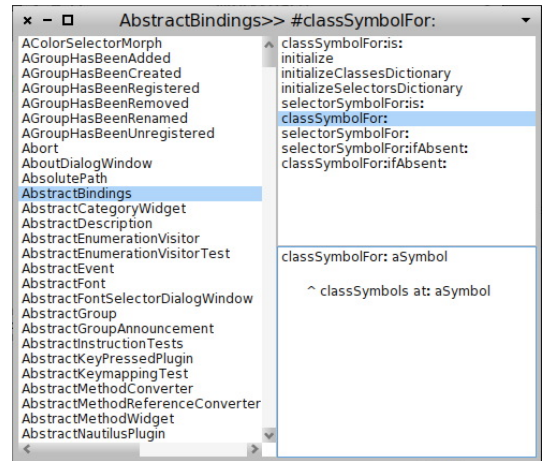 AbstractBindings>> #classSymbolFor:
AColorSelectorMorph
AGroupHasBeenAdded
AGroupHasBeenCreated
AGroupHasBeenRegistered
AGroupHasBeenRemoved
AGroupHasBeenRenamed
AGroupHasBeenUnregistered
Abort
AboutDialogWindow
AbsolutePath
AbstractBindings
AbstractCategoryWidget
AbstractDescription
AbstractEnumerationVisitor
AbstractEnumerationVisitorTest
AbstractEvent
AbstractFont
AbstractFontSelectorDialogWindow
AbstractGroup
AbstractGroupAnnouncement
AbstractInstructionTests
AbstractKeyPressedPlugin
AbstractKeymappingTest
AbstractMethodConverter
AbstractMethodReferenceConverter
AbstractMethodWidget
AbstractNautilusPlugin
classSymbolFor:is:
initialize
initializeClassesDictionary
initializeSelectorsDictionary
selectorSymbolFor:is:
classSymbolFor:
selectorSymbolFor:
selectorSymbolFor:ifAbsent:
classSymbolFor:ifAbsent:
classSymbolFor: aSymbol
^ classSymbols at: aSymbol